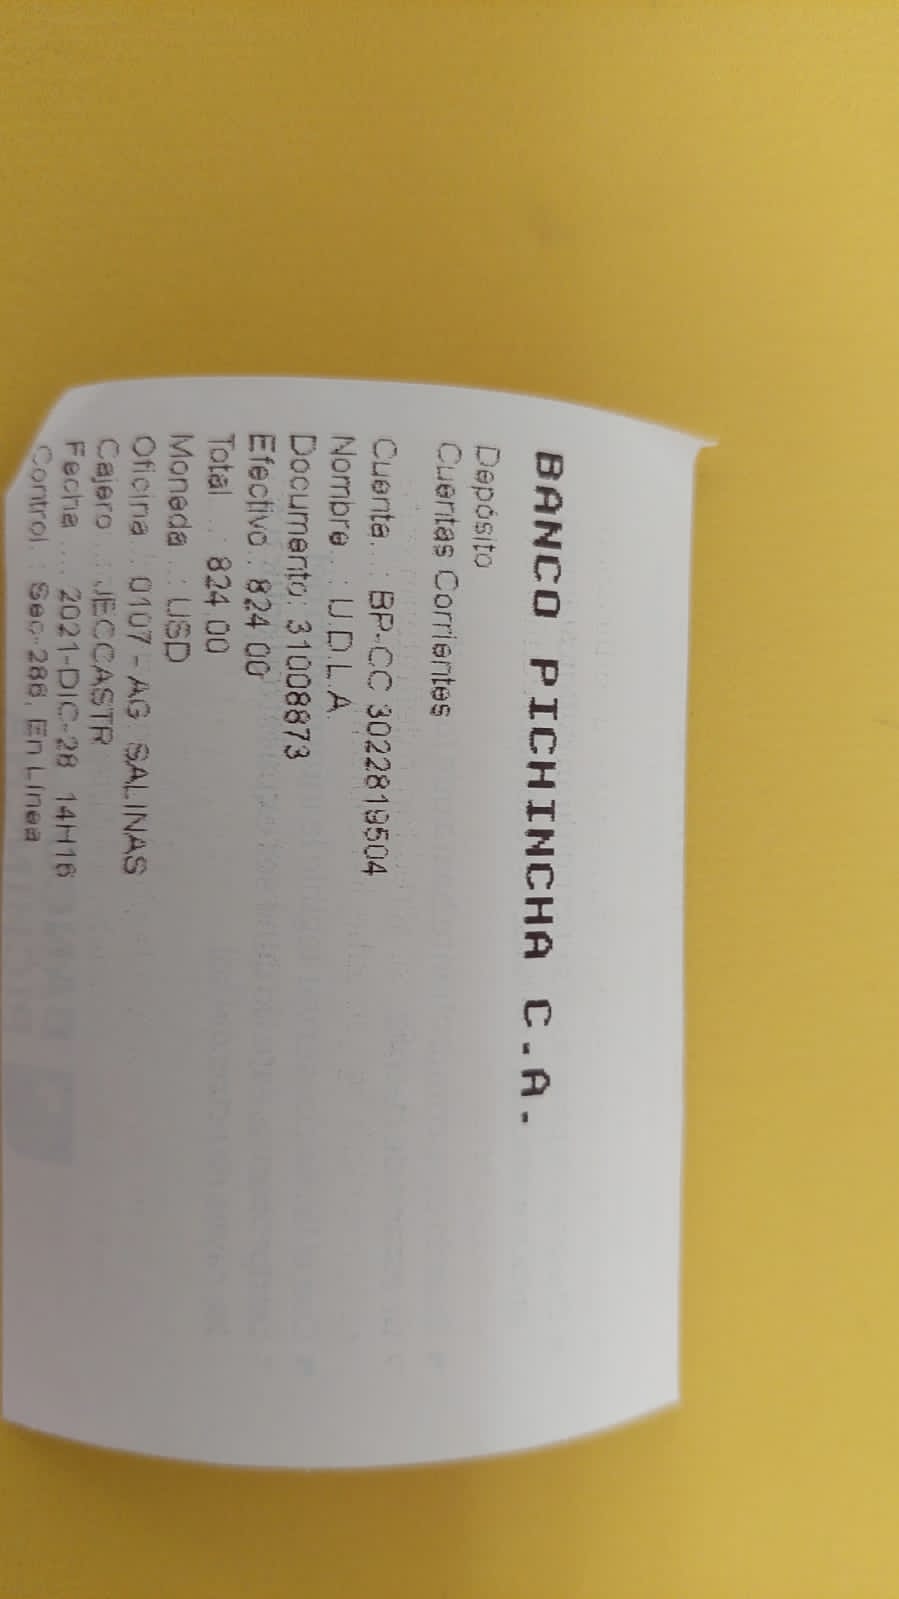 BANCO PICHINCHA C.A.
Depósito
Cuentas Corrientes
Cuenta. . : BP-CC 3022819504
Nombre. . : U.D.L.A.
Documento: 31008873
Efectivo. : 824.00
Total . . : 824.00
Moneda . . : USD
Oficina . : 0107 - AG. SALINAS
Cajero . . : JECCASTR
Fecha . . . : 2021-DIC-28 14H16
Control. : Sec-286, En Línea